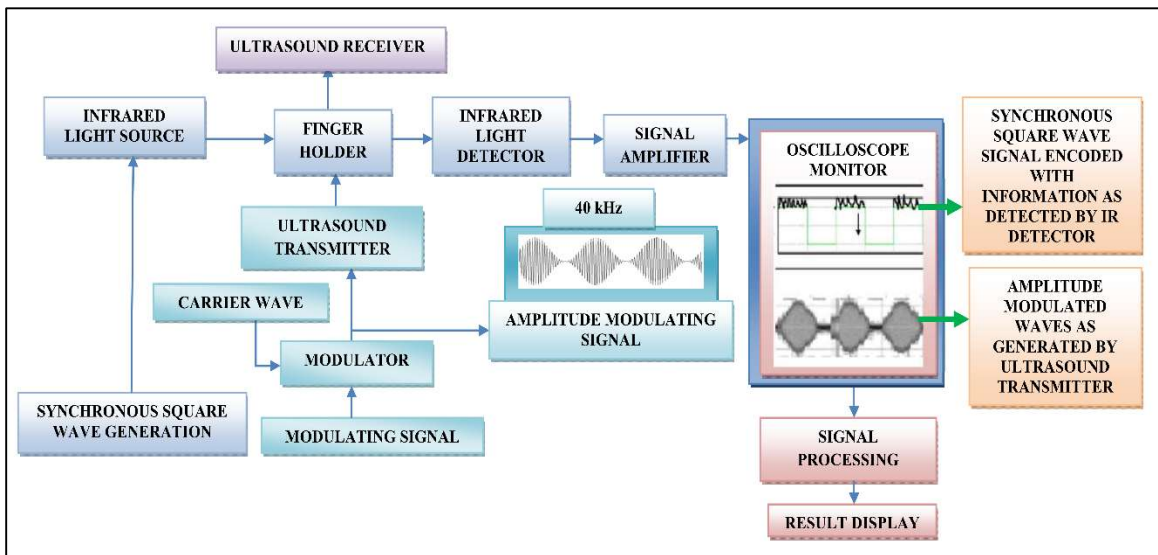 ULTRASOUND RECEIVER
INFRARED
LIGHT SOURCE
FINGER
HOLDER
INFRARED
LIGHT
DETECTOR
SIGNAL
AMPLIFIER
OSCILLOSCOPE
MONITOR
SYNCHRONOUS
SQUARE WAVE
SIGNAL ENCODED
WITH
INFORMATION AS
DETECTED BY IR
DETECTOR
ULTRASOUND
TRANSMITTER
40 kHz
CARRIER WAVE
AMPLITUDE MODULATING
SIGNAL
AMPLITUDE
MODULATED
WAVES AS
GENERATED BY
ULTRASOUND
TRANSMITTER
MODULATOR
SYNCHRONOUS SQUARE
WAVE GENERATION
MODULATING SIGNAL
SIGNAL
PROCESSING
RESULT DISPLAY